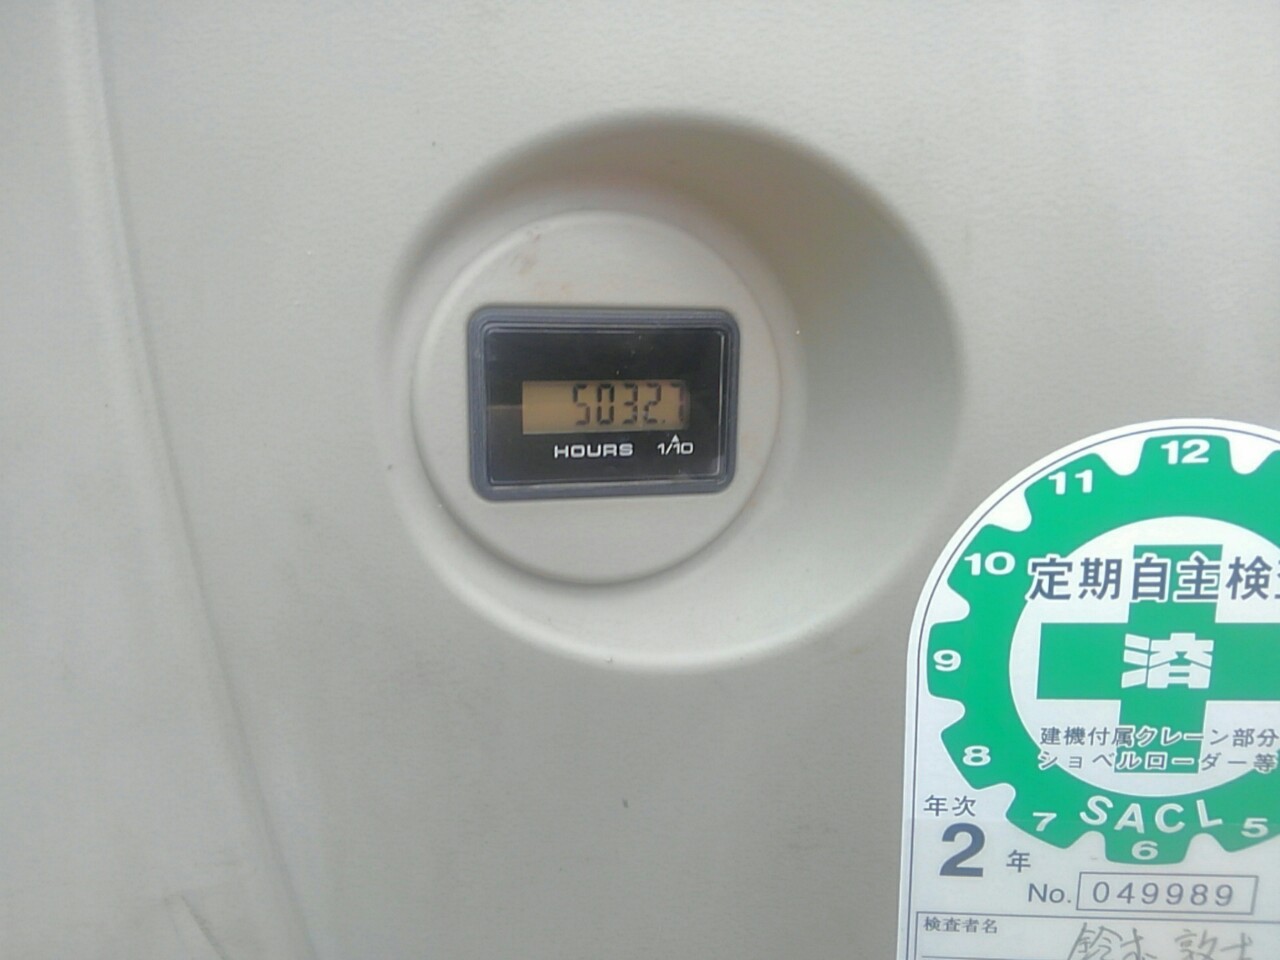 5032.7
HOURS 1/10
12
11
10
9
8
7
6
5
定期自主検
済
建機付属クレーン部分
ショベルローダー等
SACL
年次
2年
No. 049989
検査者名